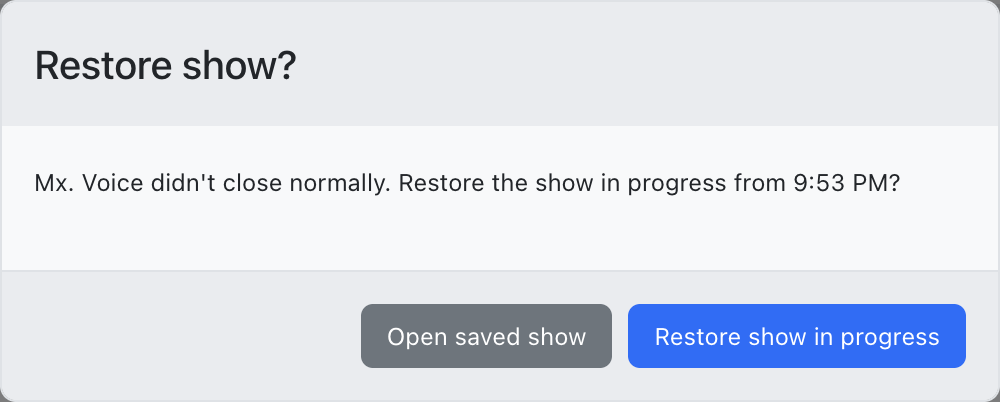 Restore show?
Mx. Voice didn't close normally. Restore the show in progress from 9:53 PM?
Open saved show
Restore show in progress